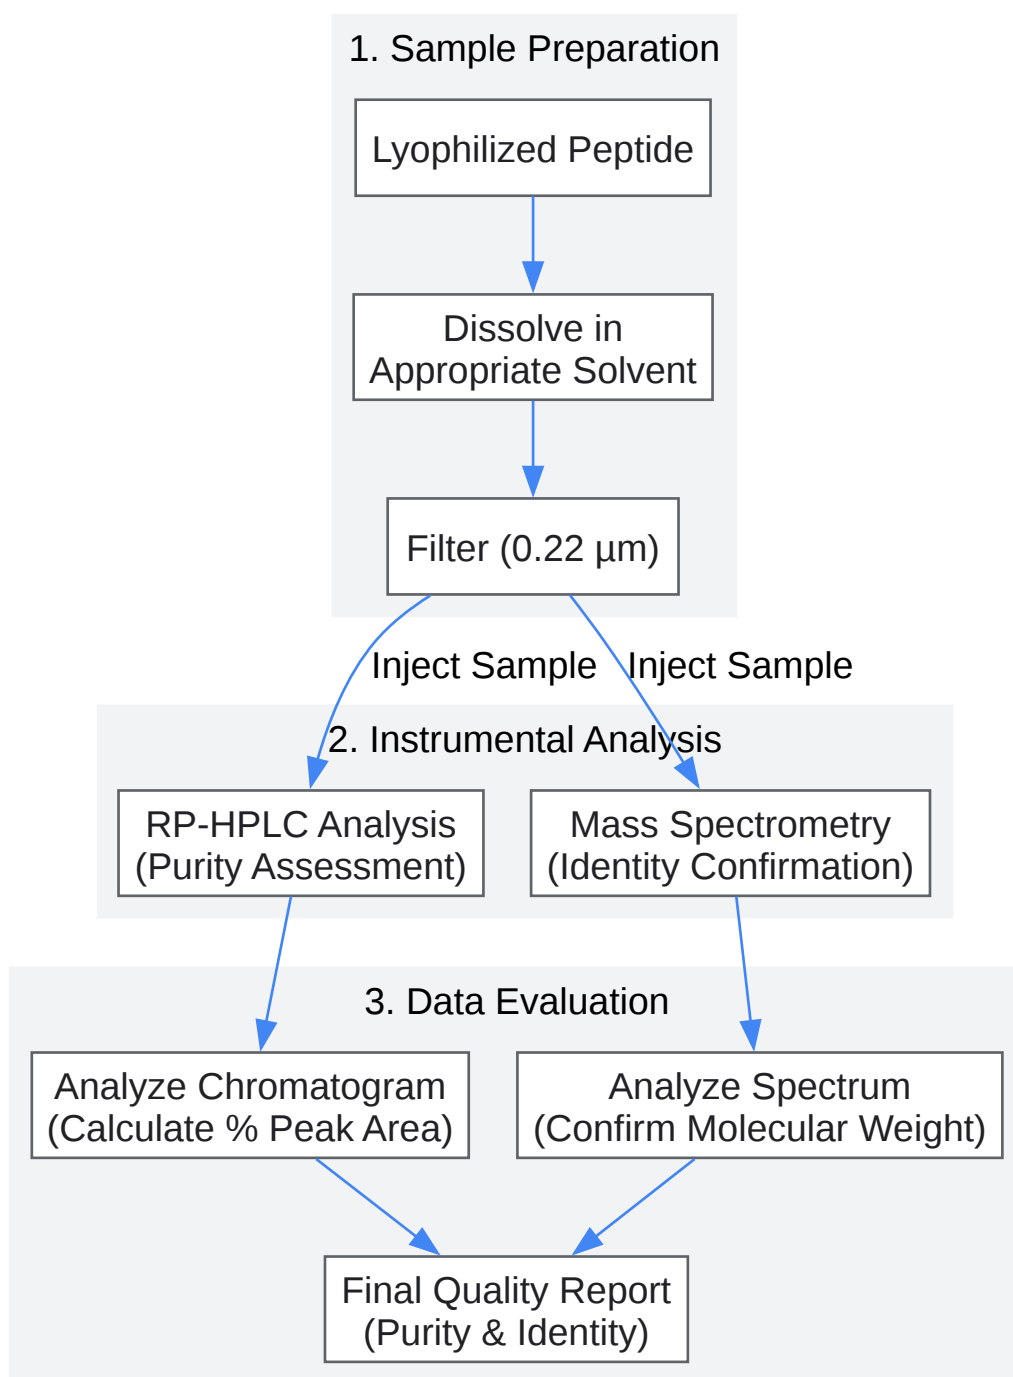 1. Sample Preparation
Lyophilized Peptide
Dissolve in
Appropriate Solvent
Filter (0.22 µm)
Inject Sample
Inject Sample
2. Instrumental Analysis
RP-HPLC Analysis
(Purity Assessment)
Mass Spectrometry
(Identity Confirmation)
3. Data Evaluation
Analyze Chromatogram
(Calculate % Peak Area)
Analyze Spectrum
(Confirm Molecular Weight)
Final Quality Report
(Purity & Identity)